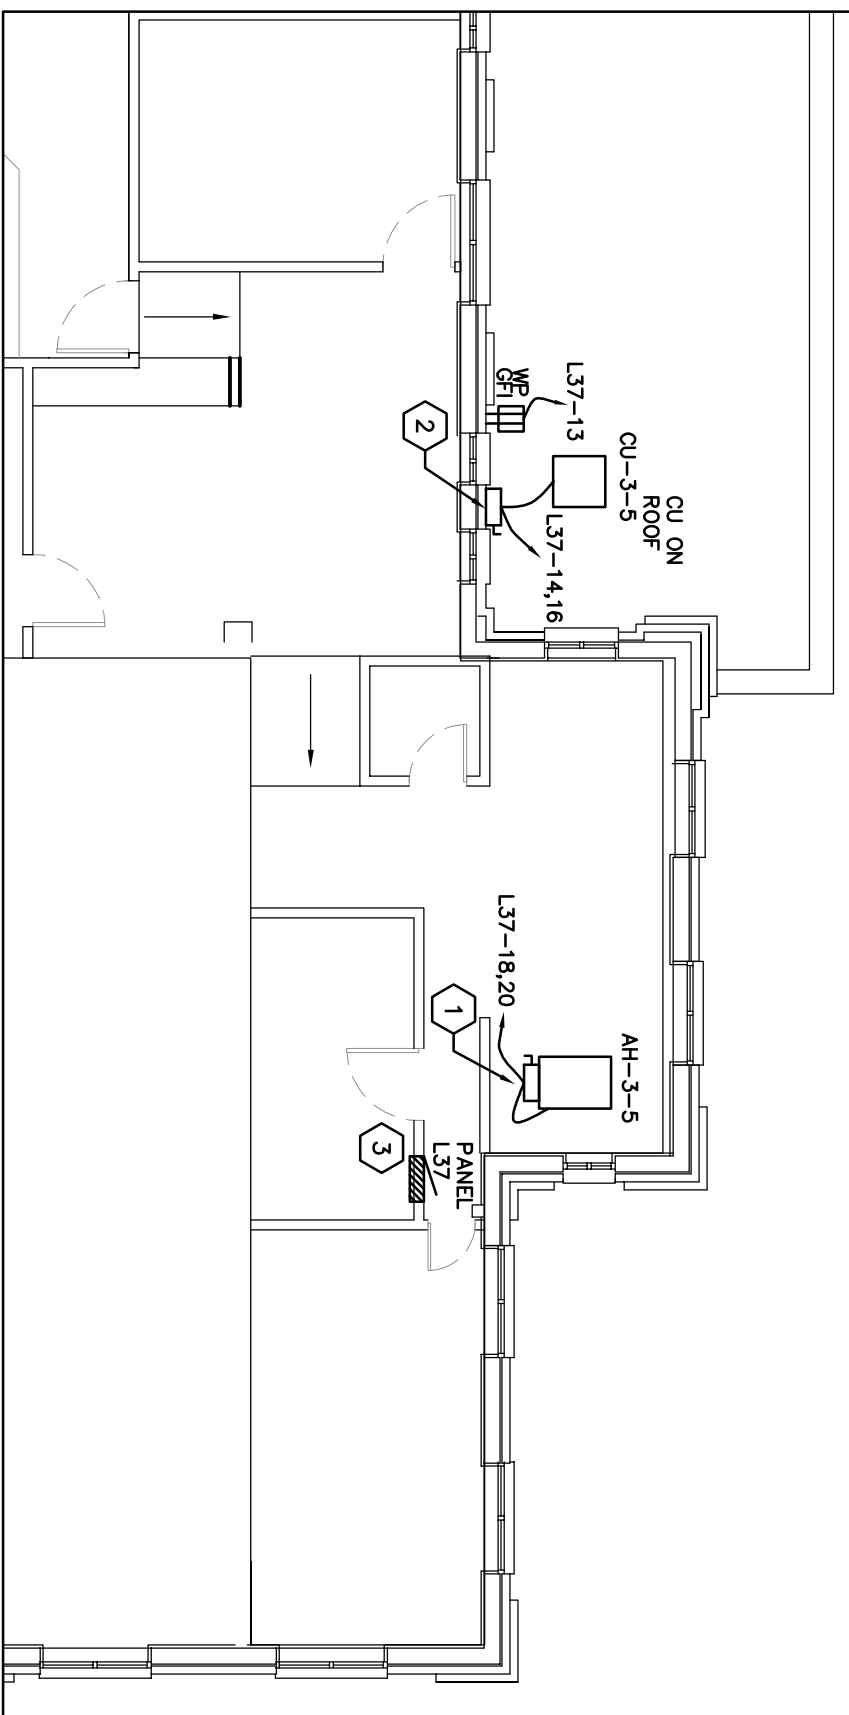 L37-13
WP
GFI
2
CU ON
ROOF
CU-3-5
L37-14,16
AH-3-5
L37-18,20
1
PANEL
L37
3